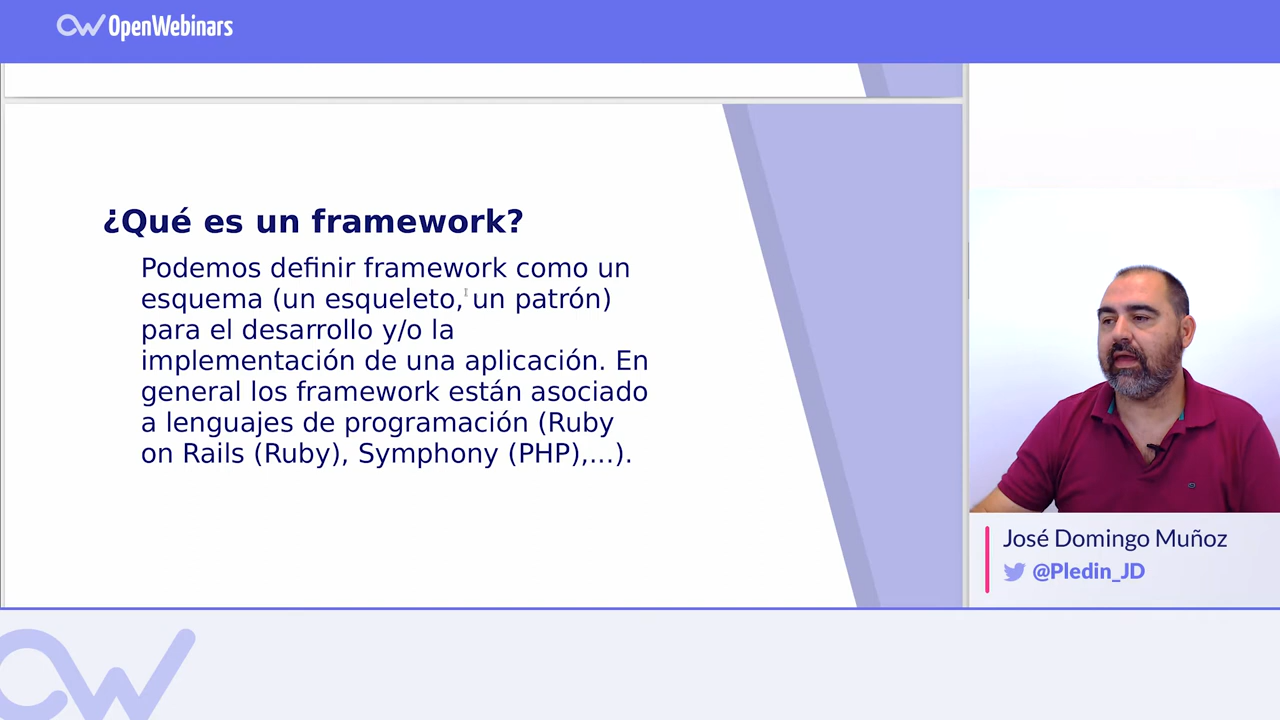 OpenWebinars
¿Qué es un framework?
Podemos definir framework como un
esquema (un esqueleto, un patrón)
para el desarrollo y/o la
implementación de una aplicación. En
general los framework están asociado
a lenguajes de programación (Ruby
on Rails (Ruby), Symphony (PHP),...).
José Domingo Muñoz
@Pledin_JD